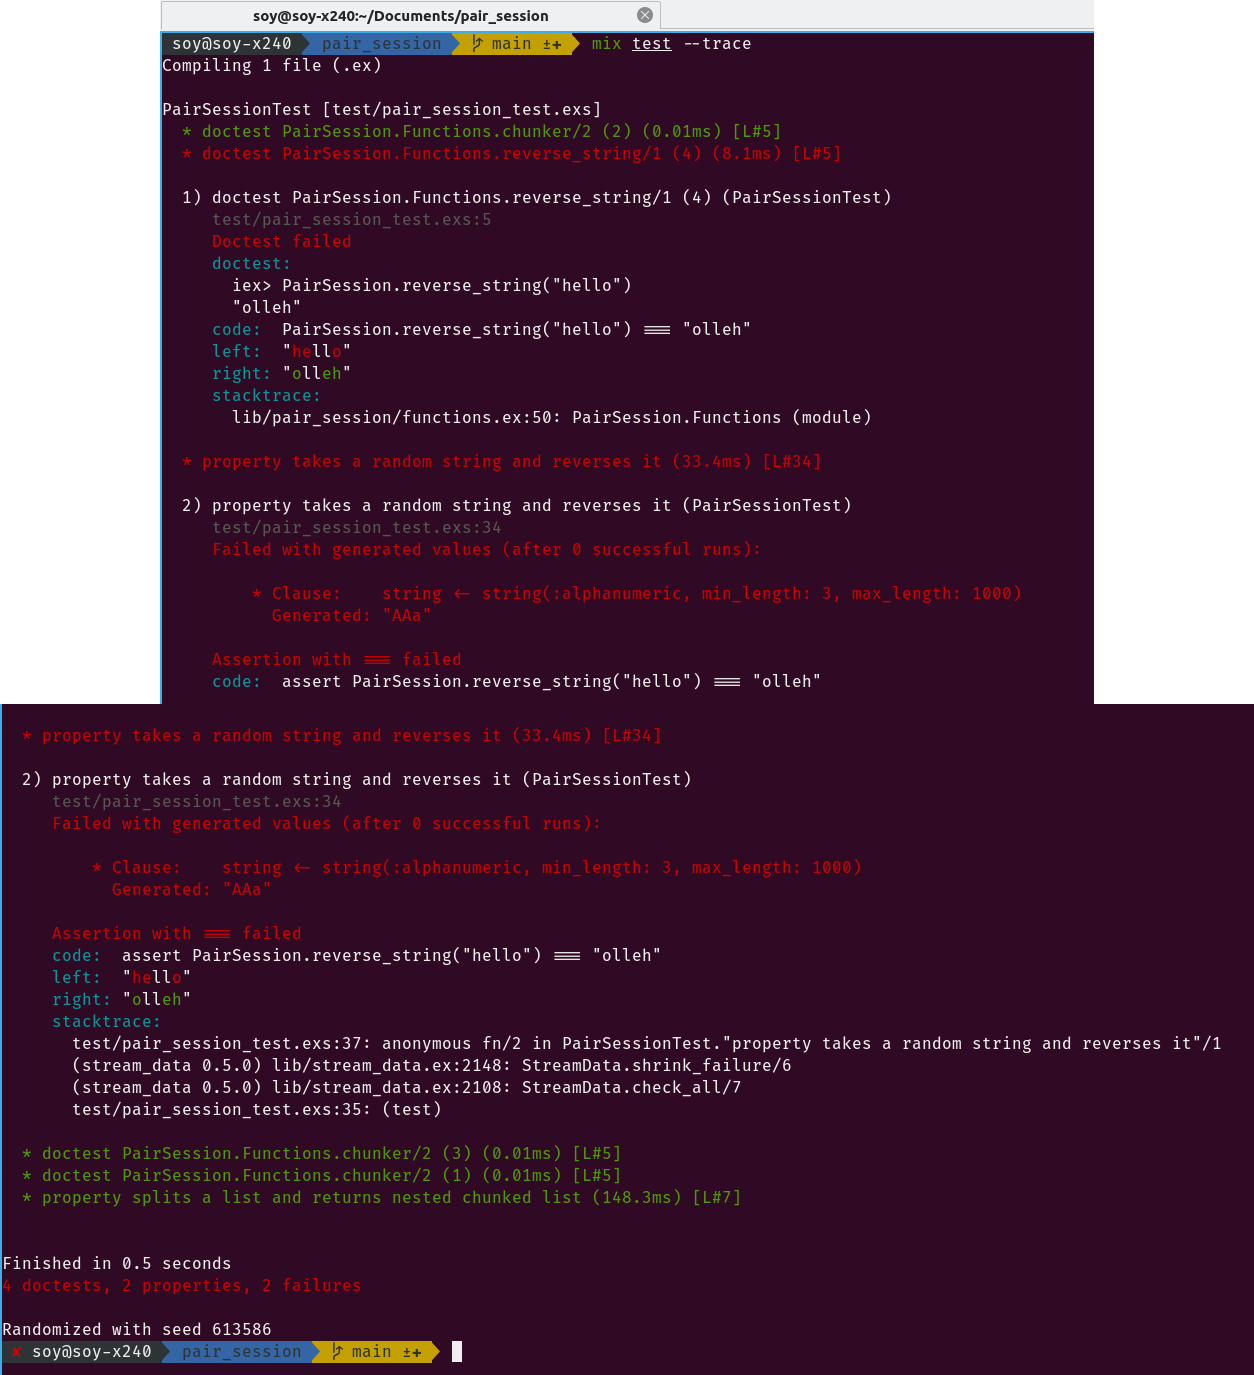 soy@soy-x240:~/Documents/pair_session
soy@soy-x240 pair_session main ±+ mix test --trace
Compiling 1 file (.ex)
PairSessionTest [test/pair_session_test.exs]
* doctest PairSession.Functions.chunker/2 (2) (0.01ms) [L#5]
* doctest PairSession.Functions.reverse_string/1 (4) (8.1ms) [L#5]
1) doctest PairSession.Functions.reverse_string/1 (4) (PairSessionTest)
test/pair_session_test.exs:5
Doctest failed
doctest:
iex> PairSession.reverse_string("hello")
"olleh"
code:  PairSession.reverse_string("hello") === "olleh"
left:  "hello"
right: "olleh"
stacktrace:
lib/pair_session/functions.ex:50: PairSession.Functions (module)
* property takes a random string and reverses it (33.4ms) [L#34]
2) property takes a random string and reverses it (PairSessionTest)
test/pair_session_test.exs:34
Failed with generated values (after 0 successful runs):
* Clause:    string <- string(:alphanumeric, min_length: 3, max_length: 1000)
Generated: "AAa"
Assertion with === failed
code:  assert PairSession.reverse_string("hello") === "olleh"
* property takes a random string and reverses it (33.4ms) [L#34]
2) property takes a random string and reverses it (PairSessionTest)
test/pair_session_test.exs:34
Failed with generated values (after 0 successful runs):
* Clause:    string <- string(:alphanumeric, min_length: 3, max_length: 1000)
Generated: "AAa"
Assertion with === failed
code:  assert PairSession.reverse_string("hello") === "olleh"
left:  "hello"
right: "olleh"
stacktrace:
test/pair_session_test.exs:37: anonymous fn/2 in PairSessionTest."property takes a random string and reverses it"/1
(stream_data 0.5.0) lib/stream_data.ex:2148: StreamData.shrink_failure/6
(stream_data 0.5.0) lib/stream_data.ex:2108: StreamData.check_all/7
test/pair_session_test.exs:35: (test)
* doctest PairSession.Functions.chunker/2 (3) (0.01ms) [L#5]
* doctest PairSession.Functions.chunker/2 (1) (0.01ms) [L#5]
* property splits a list and returns nested chunked list (148.3ms) [L#7]
Finished in 0.5 seconds
4 doctests, 2 properties, 2 failures
Randomized with seed 613586
✘ soy@soy-x240 pair_session main ±+